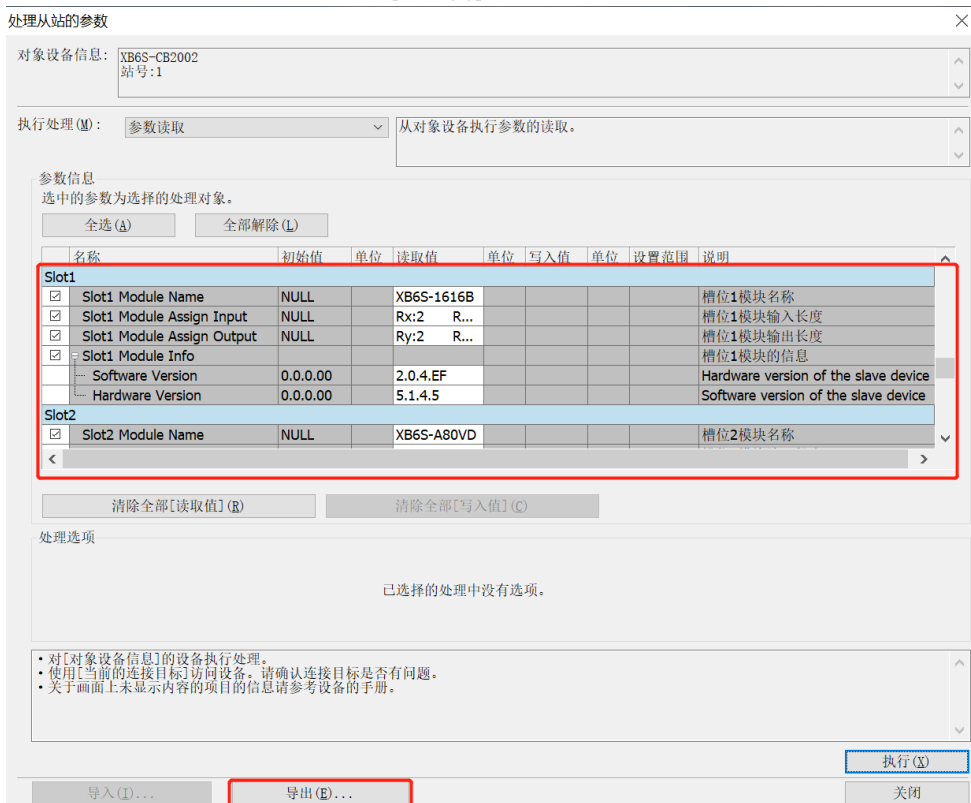 处理从站的参数
对象设备信息: XB6S-CB2002
站号:1
执行处理(M): 参数读取 从对象设备执行参数的读取。
参数信息
选中的参数为选择的处理对象。
全选(A) 全部解除(L)
名称 初始值 单位 读取值 单位 写入值 单位 设置范围 说明
Slot1
Slot1 Module Name NULL XB6S-1616B 槽位1模块名称
Slot1 Module Assign Input NULL Rx:2 R... 槽位1模块输入长度
Slot1 Module Assign Output NULL Ry:2 R... 槽位1模块输出长度
Slot1 Module Info 槽位1模块的信息
Software Version 0.0.0.00 2.0.4.EF Hardware version of the slave device
Hardware Version 0.0.0.00 5.1.4.5 Software version of the slave device
Slot2
Slot2 Module Name NULL XB6S-A80VD 槽位2模块名称
清除全部[读取值](R) 清除全部[写入值](C)
处理选项
已选择的处理中没有选项。
•对[对象设备信息]的设备执行处理。
•使用[当前的连接目标]访问设备。请确认连接目标是否有问题。
•关于画面上未显示内容的项目的信息请参考设备的手册。
执行(X)
导入(I)... 导出(E)... 关闭